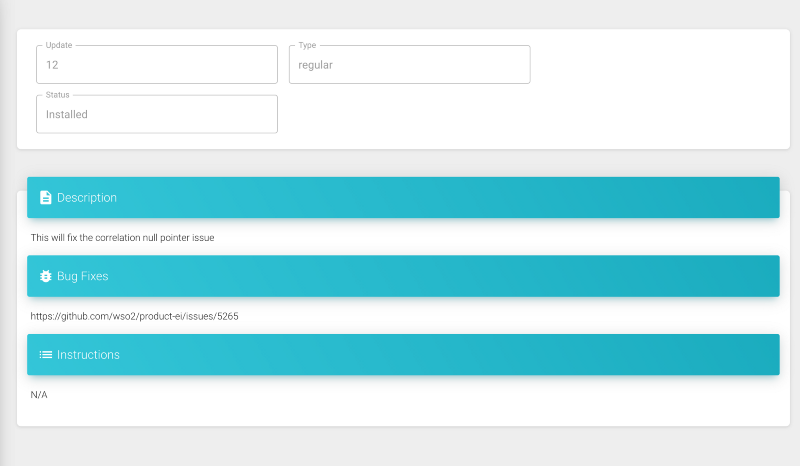 Update
12
Type
regular
Status
Installed
Description
This will fix the correlation null pointer issue
Bug Fixes
https://github.com/wso2/product-ei/issues/5265
Instructions
N/A